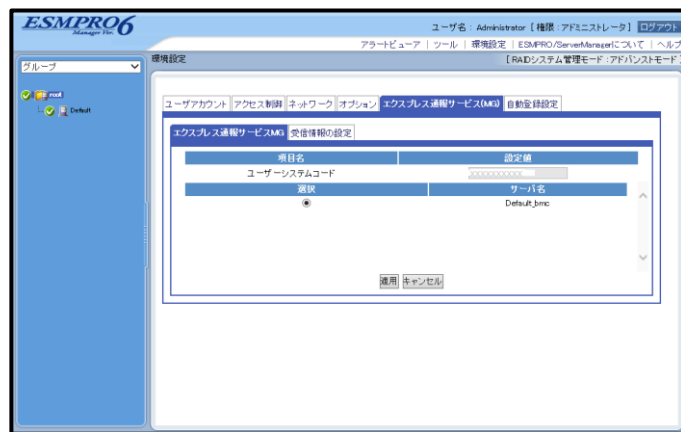 ESMPRO6
Manager Ver.
ユーザ名 : Administrator [ 権限 : アドミニストレータ ] ログアウト
アラートビューア | ツール | 環境設定 | ESMPRO/ServerManagerについて | ヘルプ
グループ
環境設定
[ RAIDシステム管理モード : アドバンストモード ]
root
Default
ユーザアカウント アクセス制御 ネットワーク オプション エクスプレス通報サービス(MG) 自動登録設定
エクスプレス通報サービスMG 受信情報の設定
項目名 設定値
ユーザーシステムコード xxxxxxxxxx
選択 サーバ名
Default_bmc
適用 キャンセル